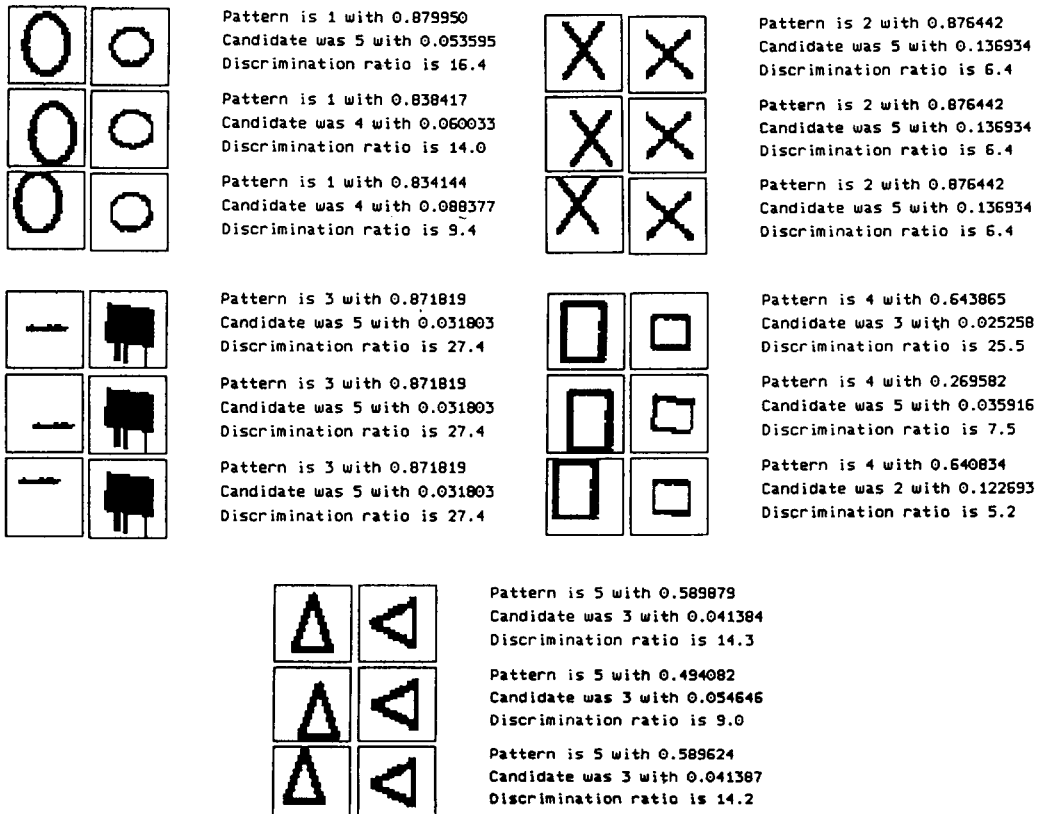 Pattern is 1 with 0.879950
Candidate was 5 with 0.053595
Discrimination ratio is 16.4
Pattern is 1 with 0.838417
Candidate was 4 with 0.060033
Discrimination ratio is 14.0
Pattern is 1 with 0.834144
Candidate was 4 with 0.088377
Discrimination ratio is 9.4
Pattern is 2 with 0.876442
Candidate was 5 with 0.136934
Discrimination ratio is 6.4
Pattern is 2 with 0.876442
Candidate was 5 with 0.136934
Discrimination ratio is 6.4
Pattern is 2 with 0.876442
Candidate was 5 with 0.136934
Discrimination ratio is 6.4
Pattern is 3 with 0.871819
Candidate was 5 with 0.031803
Discrimination ratio is 27.4
Pattern is 3 with 0.871819
Candidate was 5 with 0.031803
Discrimination ratio is 27.4
Pattern is 3 with 0.871819
Candidate was 5 with 0.031803
Discrimination ratio is 27.4
Pattern is 4 with 0.643865
Candidate was 3 with 0.025258
Discrimination ratio is 25.5
Pattern is 4 with 0.269582
Candidate was 5 with 0.035916
Discrimination ratio is 7.5
Pattern is 4 with 0.640834
Candidate was 2 with 0.122693
Discrimination ratio is 5.2
Pattern is 5 with 0.589879
Candidate was 3 with 0.041384
Discrimination ratio is 14.3
Pattern is 5 with 0.494082
Candidate was 3 with 0.054646
Discrimination ratio is 9.0
Pattern is 5 with 0.589624
Candidate was 3 with 0.041387
Discrimination ratio is 14.2